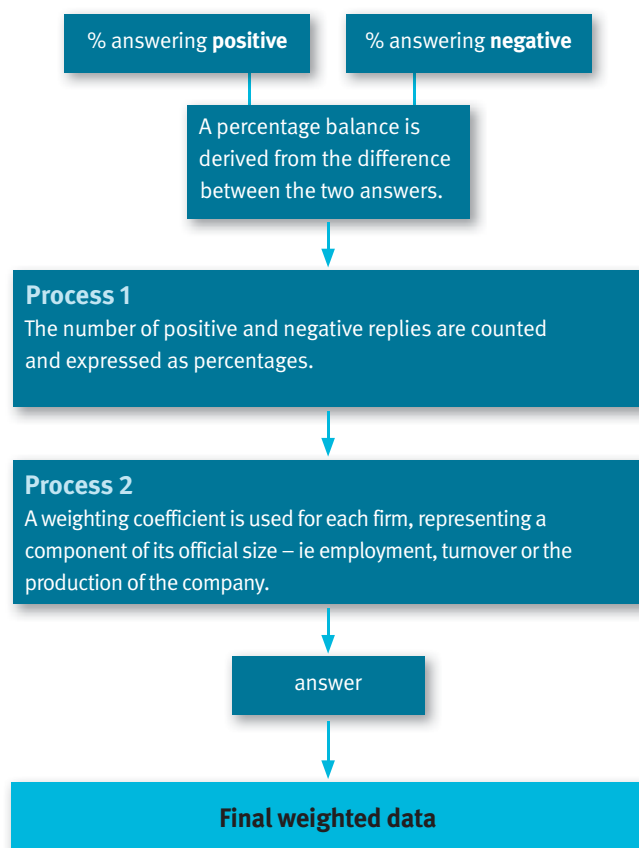 % answering positive
% answering negative
A percentage balance is
derived from the difference
between the two answers.
Process 1
The number of positive and negative replies are counted
and expressed as percentages.
Process 2
A weighting coefficient is used for each firm, representing a
component of its official size – ie employment, turnover or the
production of the company.
answer
Final weighted data